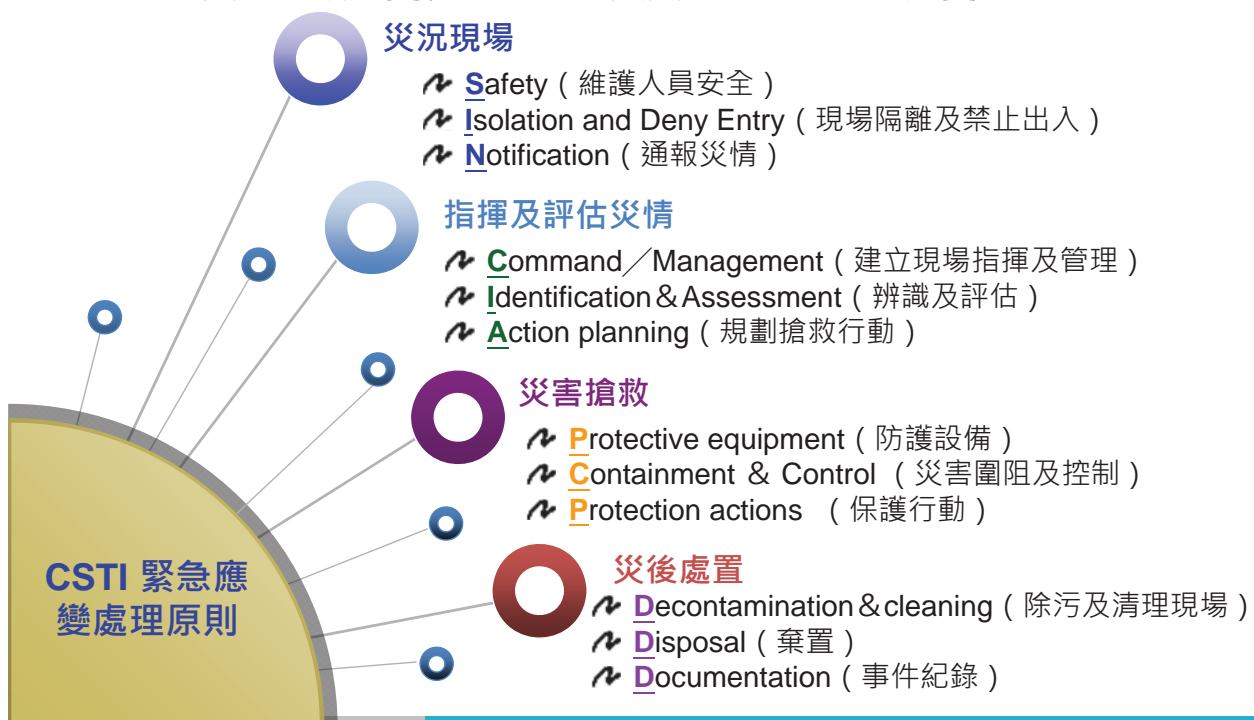 災況現場
Safety（維護人員安全）
Isolation and Deny Entry（現場隔離及禁止出入）
Notification（通報災情）
指揮及評估災情
Command／Management（建立現場指揮及管理）
Identification＆Assessment（辨識及評估）
Action planning（規劃搶救行動）
災害搶救
Protective equipment（防護設備）
Containment ＆ Control （災害圍阻及控制）
Protection actions （保護行動）
災後處置
Decontamination＆cleaning（除污及清理現場）
Disposal（棄置）
Documentation（事件紀錄）
CSTI 緊急應
變處理原則